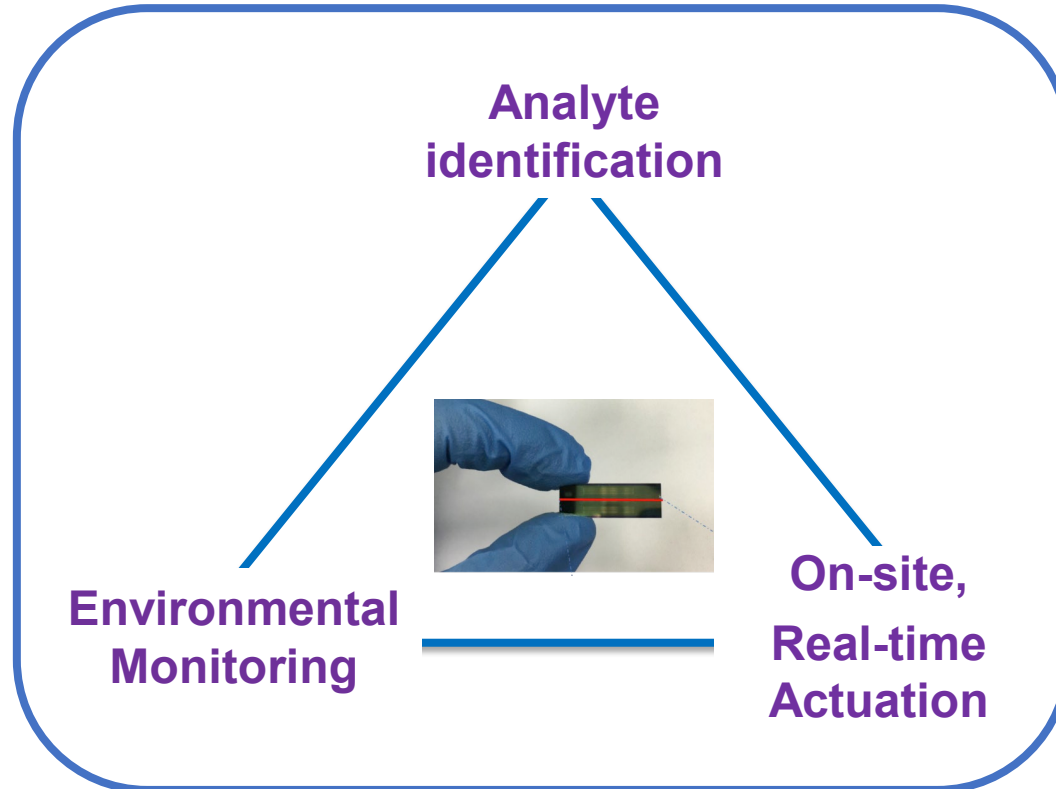 Analyte
identification
Environmental
Monitoring
On-site,
Real-time
Actuation